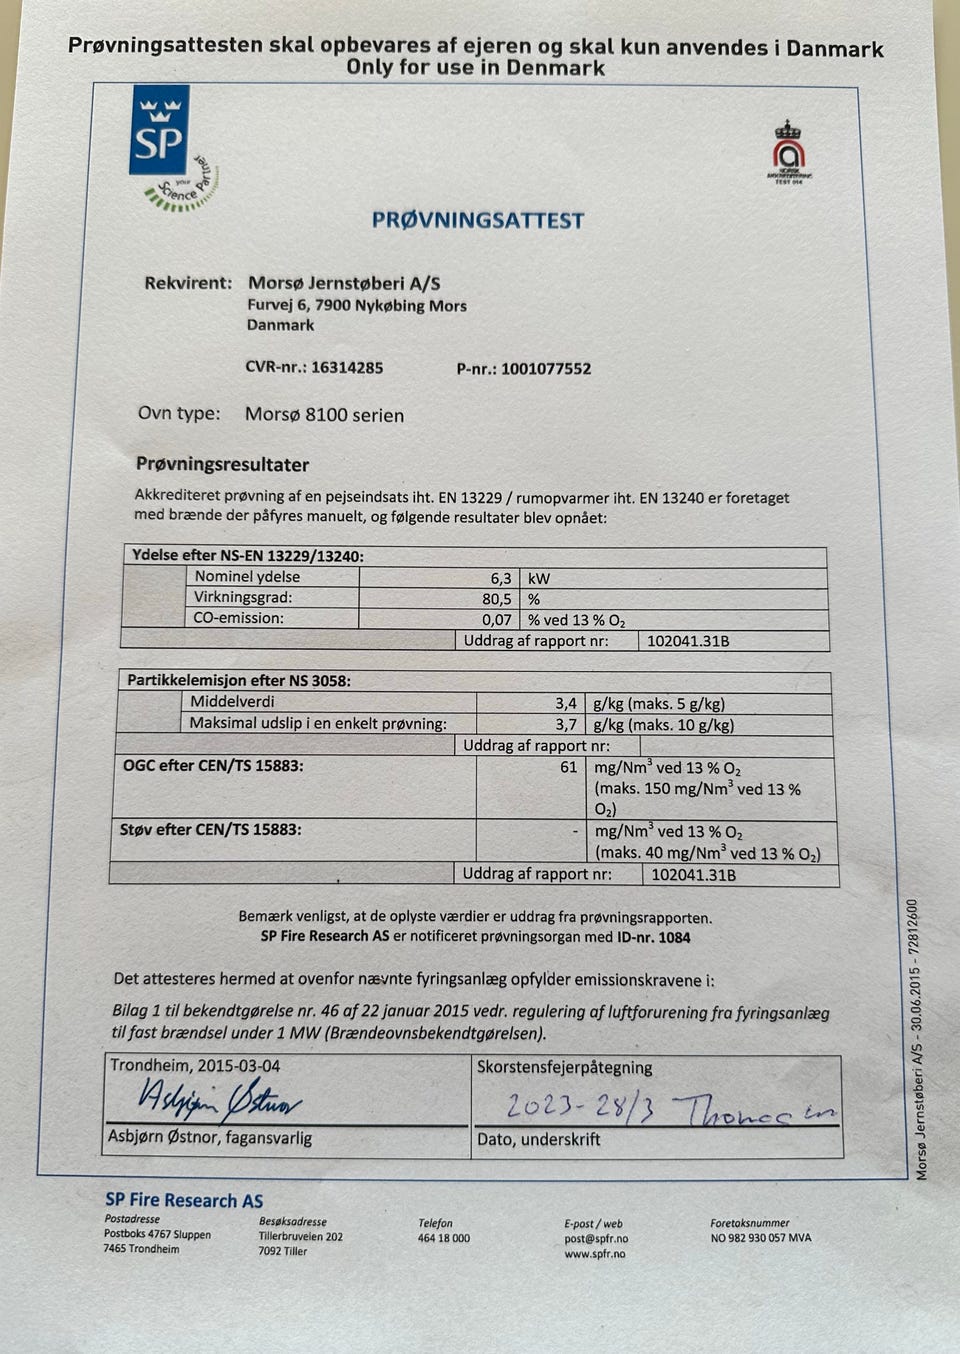 Prøvningsattesten skal opbevares af ejeren og skal kun anvendes i Danmark
Only for use in Denmark
SP
your
Science Partner
NORSK
AKKREDITERING
TEST 014
PRØVNINGSATTEST
Rekvirent: Morsø Jernstøberi A/S
Furvej 6, 7900 Nykøbing Mors
Danmark
CVR-nr.: 16314285 P-nr.: 1001077552
Ovn type: Morsø 8100 serien
Prøvningsresultater
Akkrediteret prøvning af en pejseindsats iht. EN 13229 / rumopvarmer iht. EN 13240 er foretaget
med brænde der påfyres manuelt, og følgende resultater blev opnået:
Ydelse efter NS-EN 13229/13240:
Nominel ydelse 6,3 kW
Virkningsgrad: 80,5 %
CO-emission: 0,07 % ved 13 % O₂
Uddrag af rapport nr: 102041.31B
Partikkelemisjon efter NS 3058:
Middelverdi 3,4 g/kg (maks. 5 g/kg)
Maksimal udslip i en enkelt prøvning: 3,7 g/kg (maks. 10 g/kg)
Uddrag af rapport nr:
OGC efter CEN/TS 15883: 61 mg/Nm³ ved 13 % O₂
(maks. 150 mg/Nm³ ved 13 %
O₂)
Støv efter CEN/TS 15883: - mg/Nm³ ved 13 % O₂
(maks. 40 mg/Nm³ ved 13 % O₂)
Uddrag af rapport nr: 102041.31B
Bemærk venligst, at de oplyste værdier er uddrag fra prøvningsrapporten.
SP Fire Research AS er notificeret prøvningsorgan med ID-nr. 1084
Det attesteres hermed at ovenfor nævnte fyringsanlæg opfylder emissionskravene i:
Bilag 1 til bekendtgørelse nr. 46 af 22 januar 2015 vedr. regulering af luftforurening fra fyringsanlæg
til fast brændsel under 1 MW (Brændeovnsbekendtgørelsen).
Trondheim, 2015-03-04 Skorstensfejerpåtegning
Asbjørn Østnor 2023-28/3
Asbjørn Østnor, fagansvarlig Dato, underskrift
Morsø Jernstøberi A/S - 30.06.2015 - 72812600
SP Fire Research AS
Postadresse Besøksadresse Telefon E-post / web Foretaksnummer
Postboks 4767 Sluppen Tillerbruveien 202 464 18 000 post@spfr.no NO 982 930 057 MVA
7465 Trondheim 7092 Tiller www.spfr.no